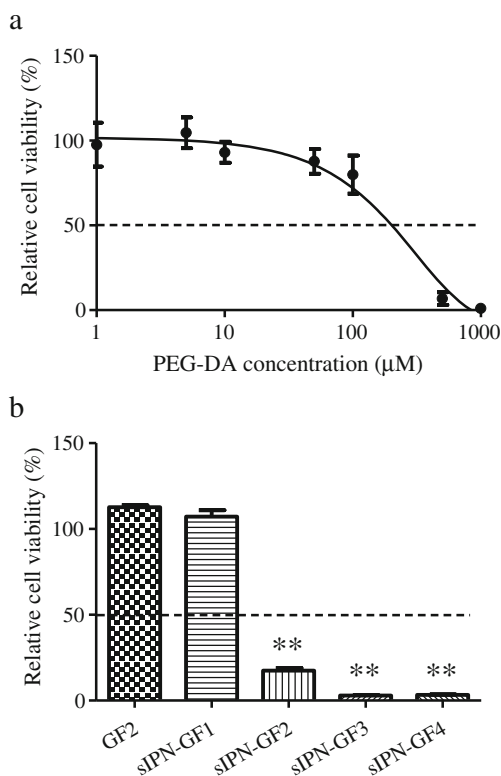 a
150
100
50
0
Relative cell viability (%)
1
10
100
1000
PEG-DA concentration (μM)
b
150
100
50
0
Relative cell viability (%)
**
**
**
GF2
sIPN-GF1
sIPN-GF2
sIPN-GF3
sIPN-GF4